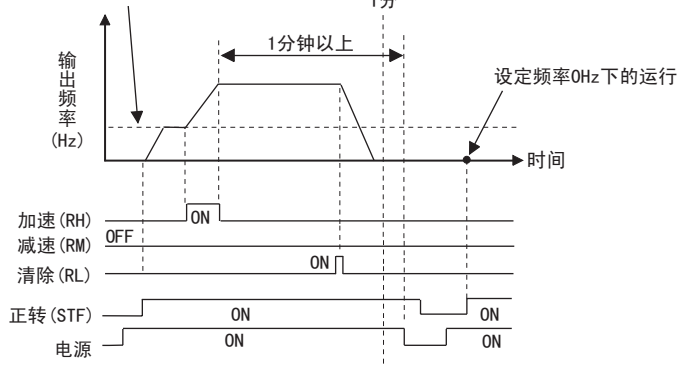 1分
1分钟以上
输出频率
(Hz)
设定频率0Hz下的运行
时间
加速(RH)
ON
减速(RM)
OFF
清除(RL)
ON
正转(STF)
ON
ON
电源
ON
ON